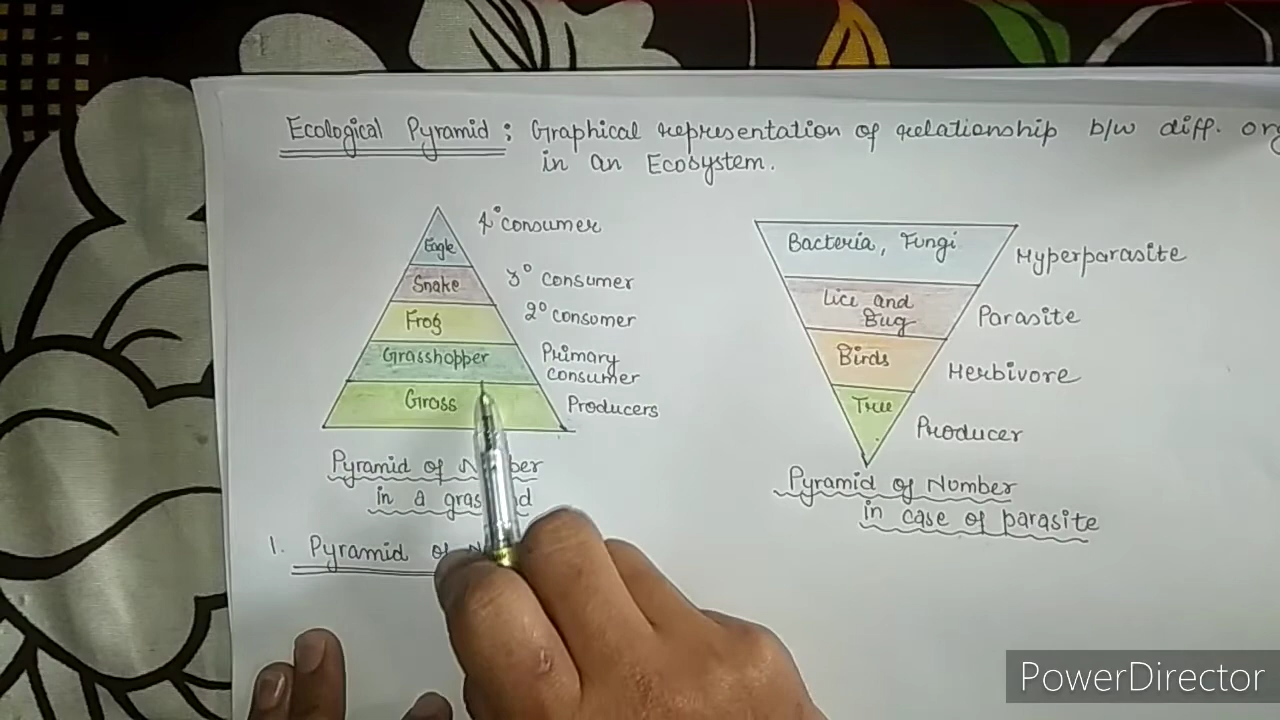 Ecological Pyramid : Graphical representation of relationship b/w diff. org
in an Ecosystem.
Eagle
4° consumer
Snake
3° consumer
Frog
2° consumer
Grasshopper
Primary
consumer
Grass
Producers
Pyramid of
in a
1. Pyramid of
Bacteria, Fungi
Hyperparasite
Lice and
Bug
Parasite
Birds
Herbivore
Tree
Producer
Pyramid of Number
in case of parasite
PowerDirector